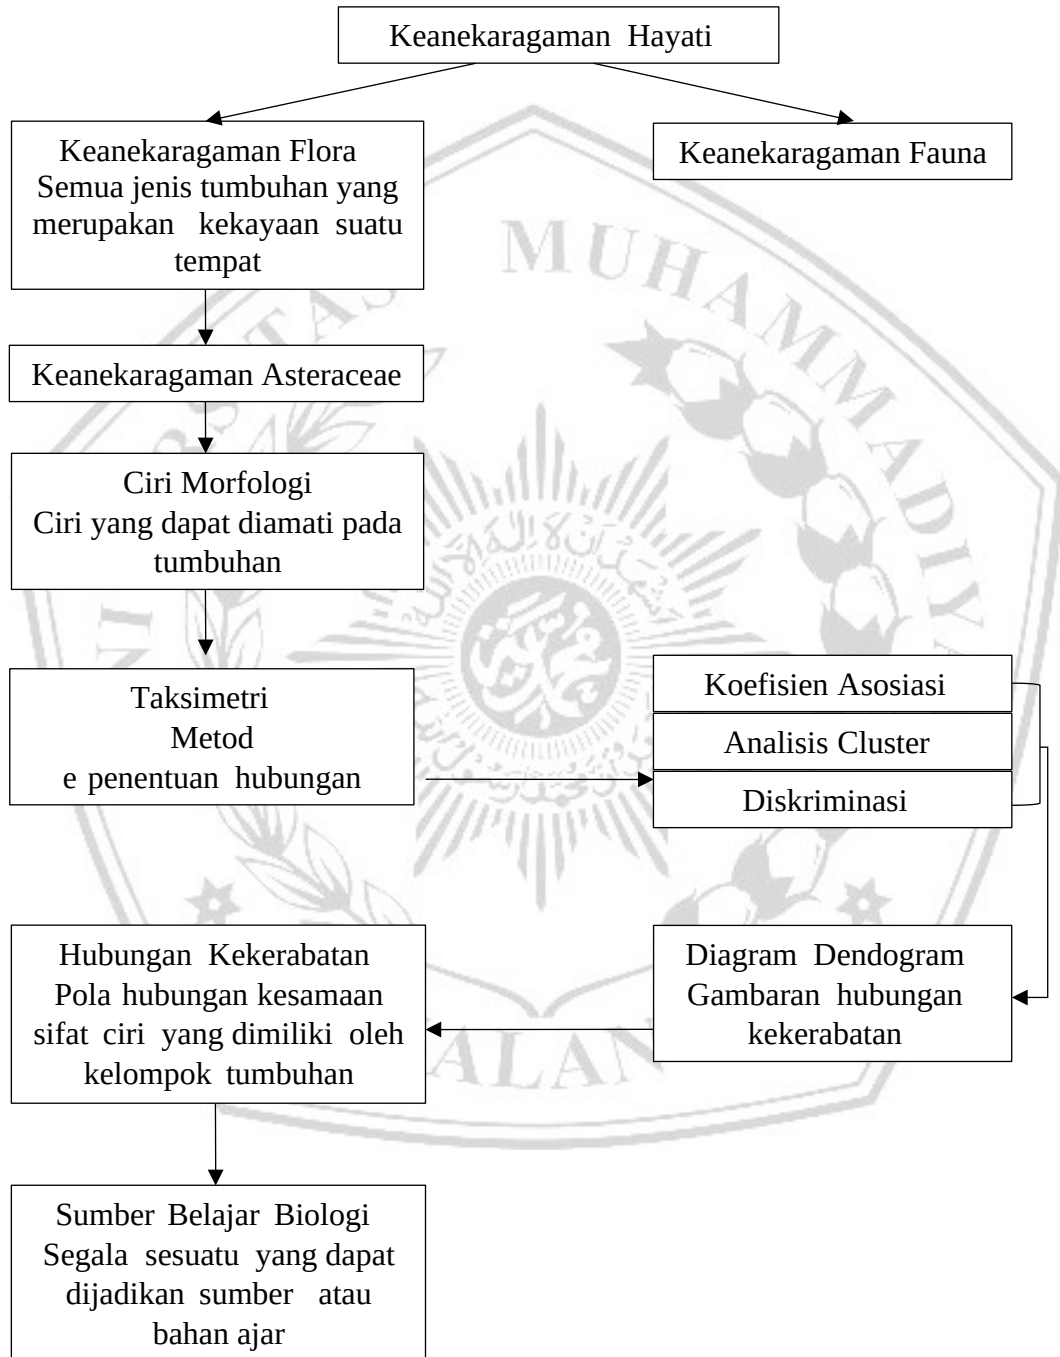 Keanekaragaman Hayati
Keanekaragaman Flora
Semua jenis tumbuhan yang
merupakan kekayaan suatu
tempat
Keanekaragaman Fauna
Keanekaragaman Asteraceae
Ciri Morfologi
Ciri yang dapat diamati pada
tumbuhan
Taksimetri
Metod
e penentuan hubungan
Koefisien Asosiasi
Analisis Cluster
Diskriminasi
Diagram Dendogram
Gambaran hubungan
kekerabatan
Hubungan Kekerabatan
Pola hubungan kesamaan
sifat ciri yang dimiliki oleh
kelompok tumbuhan
Sumber Belajar Biologi
Segala sesuatu yang dapat
dijadikan sumber atau
bahan ajar
MUHAMMADIYA